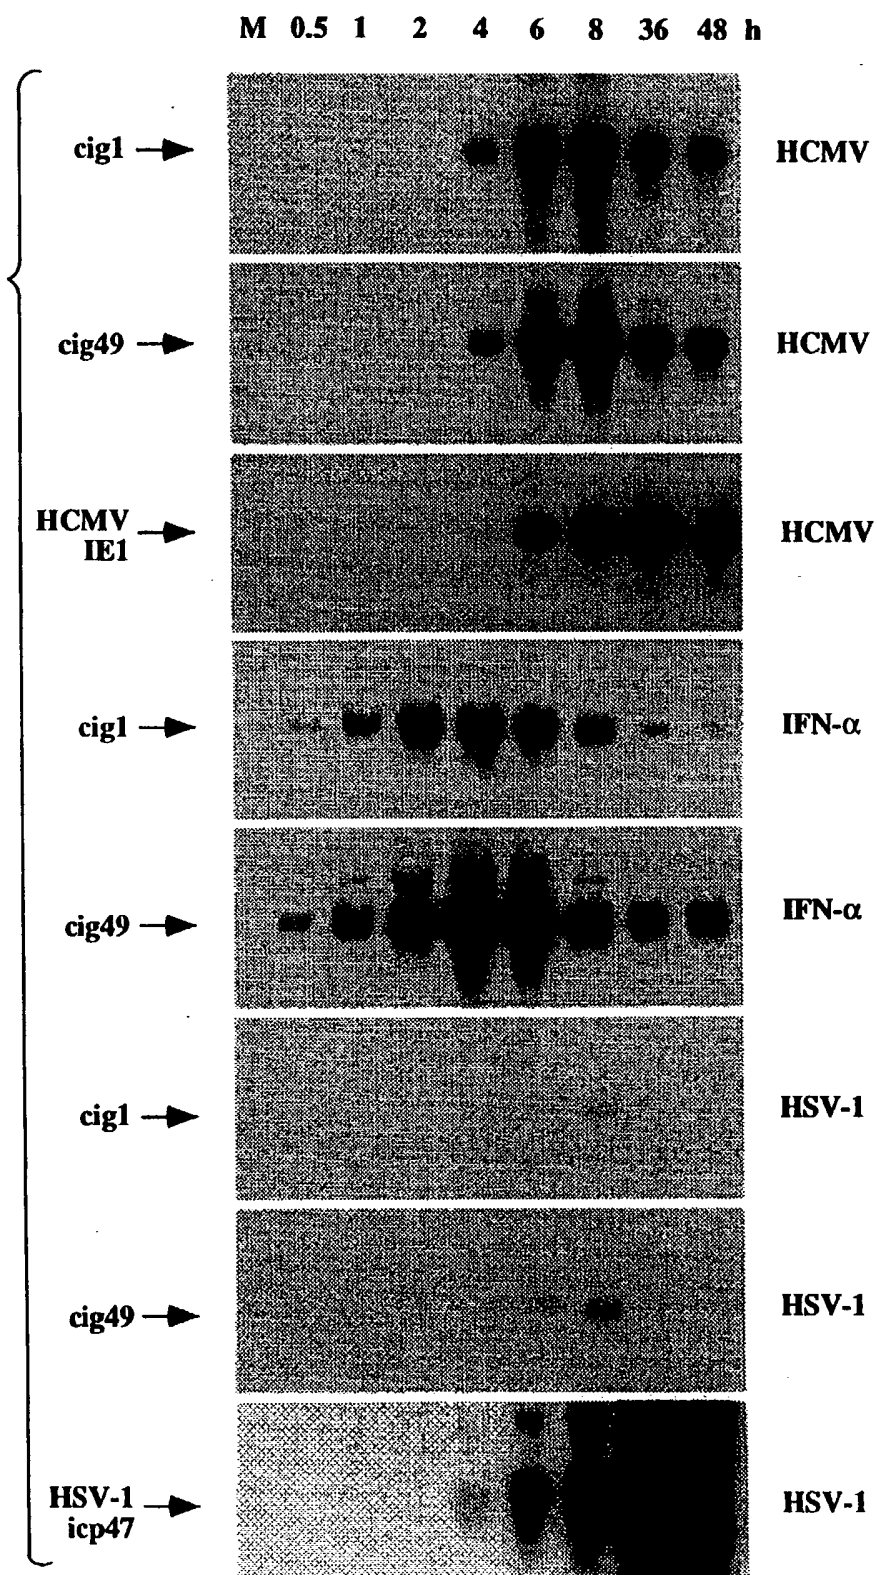 M 0.5 1 2 4 6 8 36 48 h
cig1 HCMV
cig49 HCMV
HCMV
IE1 HCMV
cig1 IFN-α
cig49 IFN-α
cig1 HSV-1
cig49 HSV-1
HSV-1
icp47 HSV-1